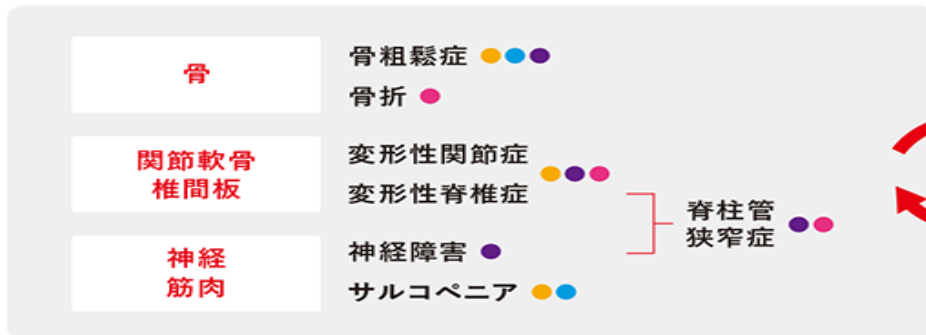 骨
骨粗鬆症
骨折
関節軟骨
椎間板
変形性関節症
変形性脊椎症
神経
筋肉
神経障害
サルコペニア
脊柱管
狭窄症